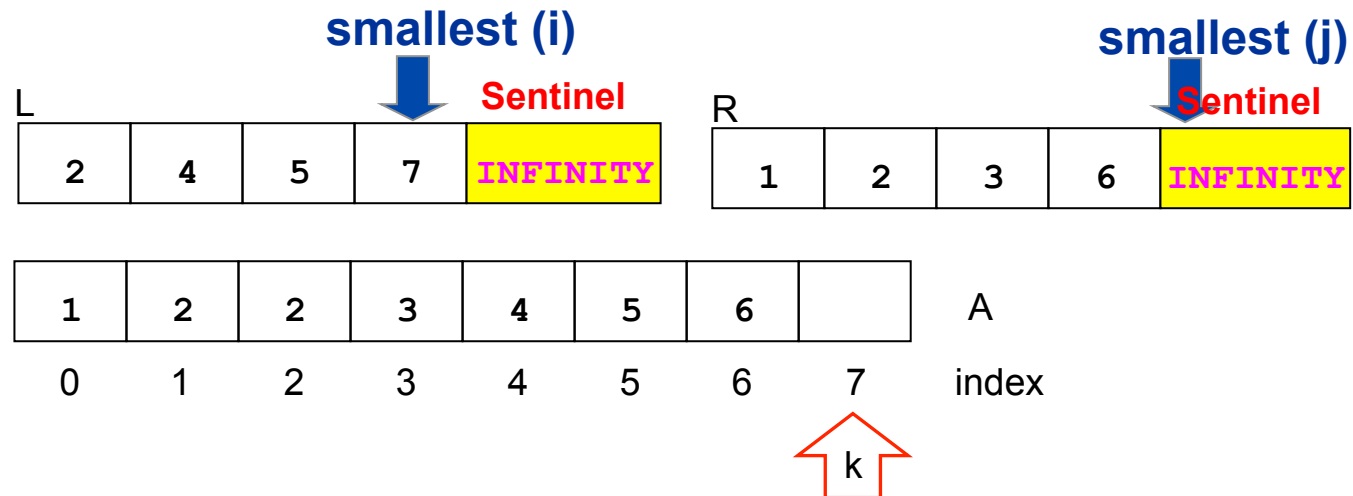 smallest (i)
smallest (j)
L
Sentinel
R
Sentinel
2 4 5 7 INFINITY
1 2 3 6 INFINITY
1 2 2 3 4 5 6 A
0 1 2 3 4 5 6 7 index
k